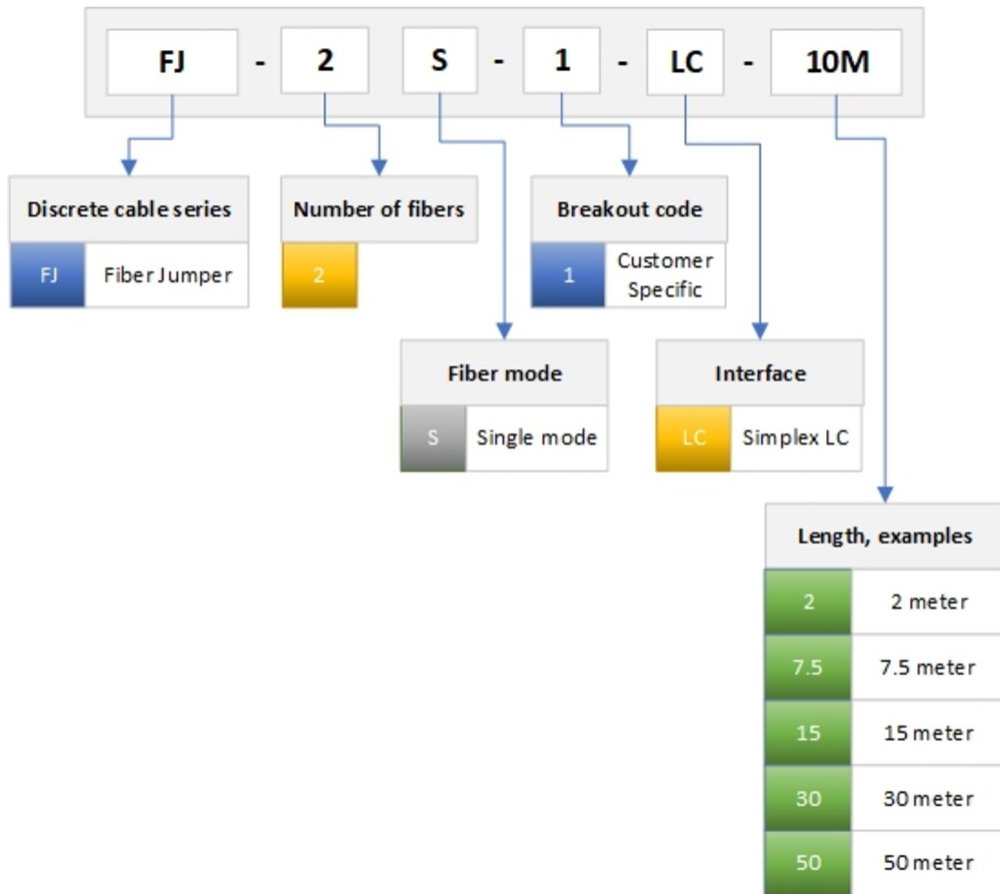 FJ - 2 S - 1 - LC - 10M
Discrete cable series
FJ Fiber Jumper
Number of fibers
2
Breakout code
1 Customer
Specific
Fiber mode
S Single mode
Interface
LC Simplex LC
Length, examples
2 2 meter
7.5 7.5 meter
15 15 meter
30 30 meter
50 50 meter